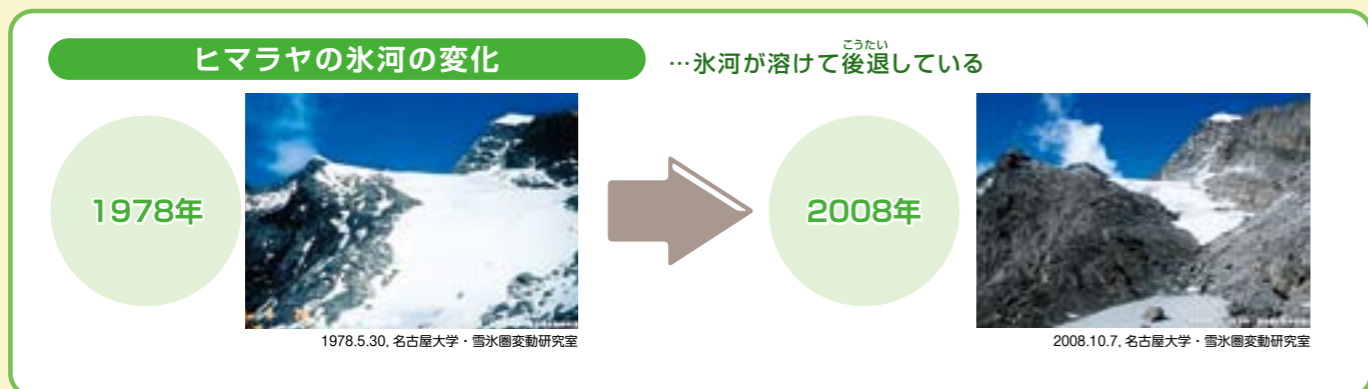 ヒマラヤの氷河の変化
こうたい
…氷河が溶けて後退している
1978年
2008年
1978.5.30, 名古屋大学・雪氷圏変動研究室
2008.10.7, 名古屋大学・雪氷圏変動研究室